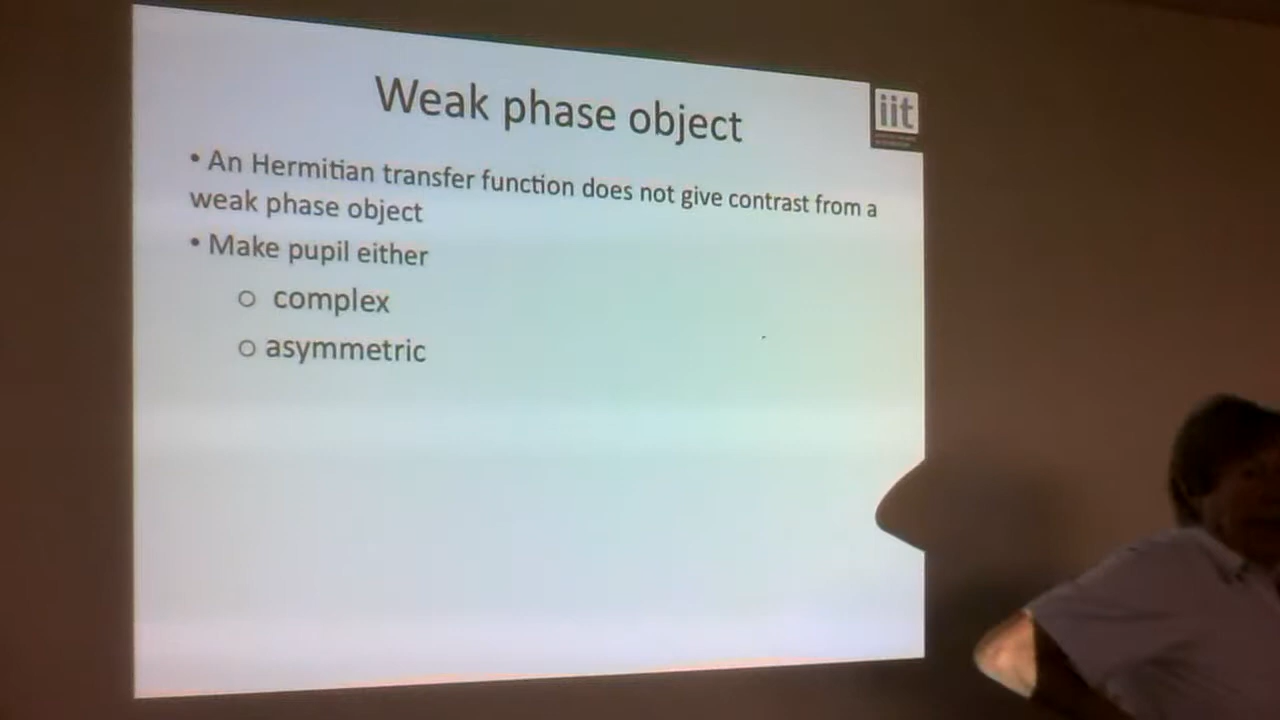 Weak phase object
iit
• An Hermitian transfer function does not give contrast from a
weak phase object
• Make pupil either
o complex
o asymmetric